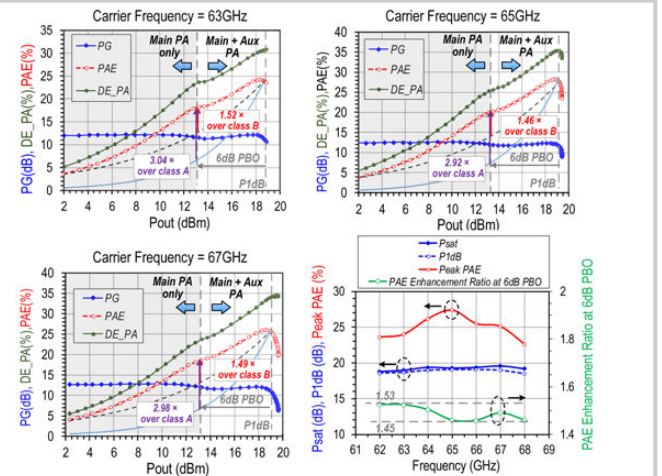 Carrier Frequency = 63GHz
PG(dB), DE_PA(%),PAE(%)
35
30
25
20
15
10
5
0
PG
PAE
DE_PA
Main PA only
Main + Aux PA
1.52 × over class B
3.04 × over class A
6dB PBO
P1dB
2 4 6 8 10 12 14 16 18 20
Pout (dBm)
Carrier Frequency = 65GHz
PG(dB), DE_PA(%),PAE(%)
40
35
30
25
20
15
10
5
0
PG
PAE
DE_PA
Main PA only
Main + Aux PA
1.46 × over class B
2.92 × over class A
6dB PBO
P1dB
2 4 6 8 10 12 14 16 18 20
Pout (dBm)
Carrier Frequency = 67GHz
PG(dB), DE_PA(%),PAE(%)
40
35
30
25
20
15
10
5
0
PG
PAE
DE_PA
Main PA only
Main + Aux PA
1.49 × over class B
2.98 × over class A
6dB PBO
P1dB
2 4 6 8 10 12 14 16 18 20
Pout (dBm)
Psat
P1dB
Peak PAE
PAE Enhancement Ratio at 6dB PBO
Psat (dB), P1dB (dB), Peak PAE (%)
30
25
20
15
10
2
1.8
1.6
1.4
1.53
1.45
PAE Enhancement Ratio at 6dB PBO
61 62 63 64 65 66 67 68 69
Frequency (GHz)